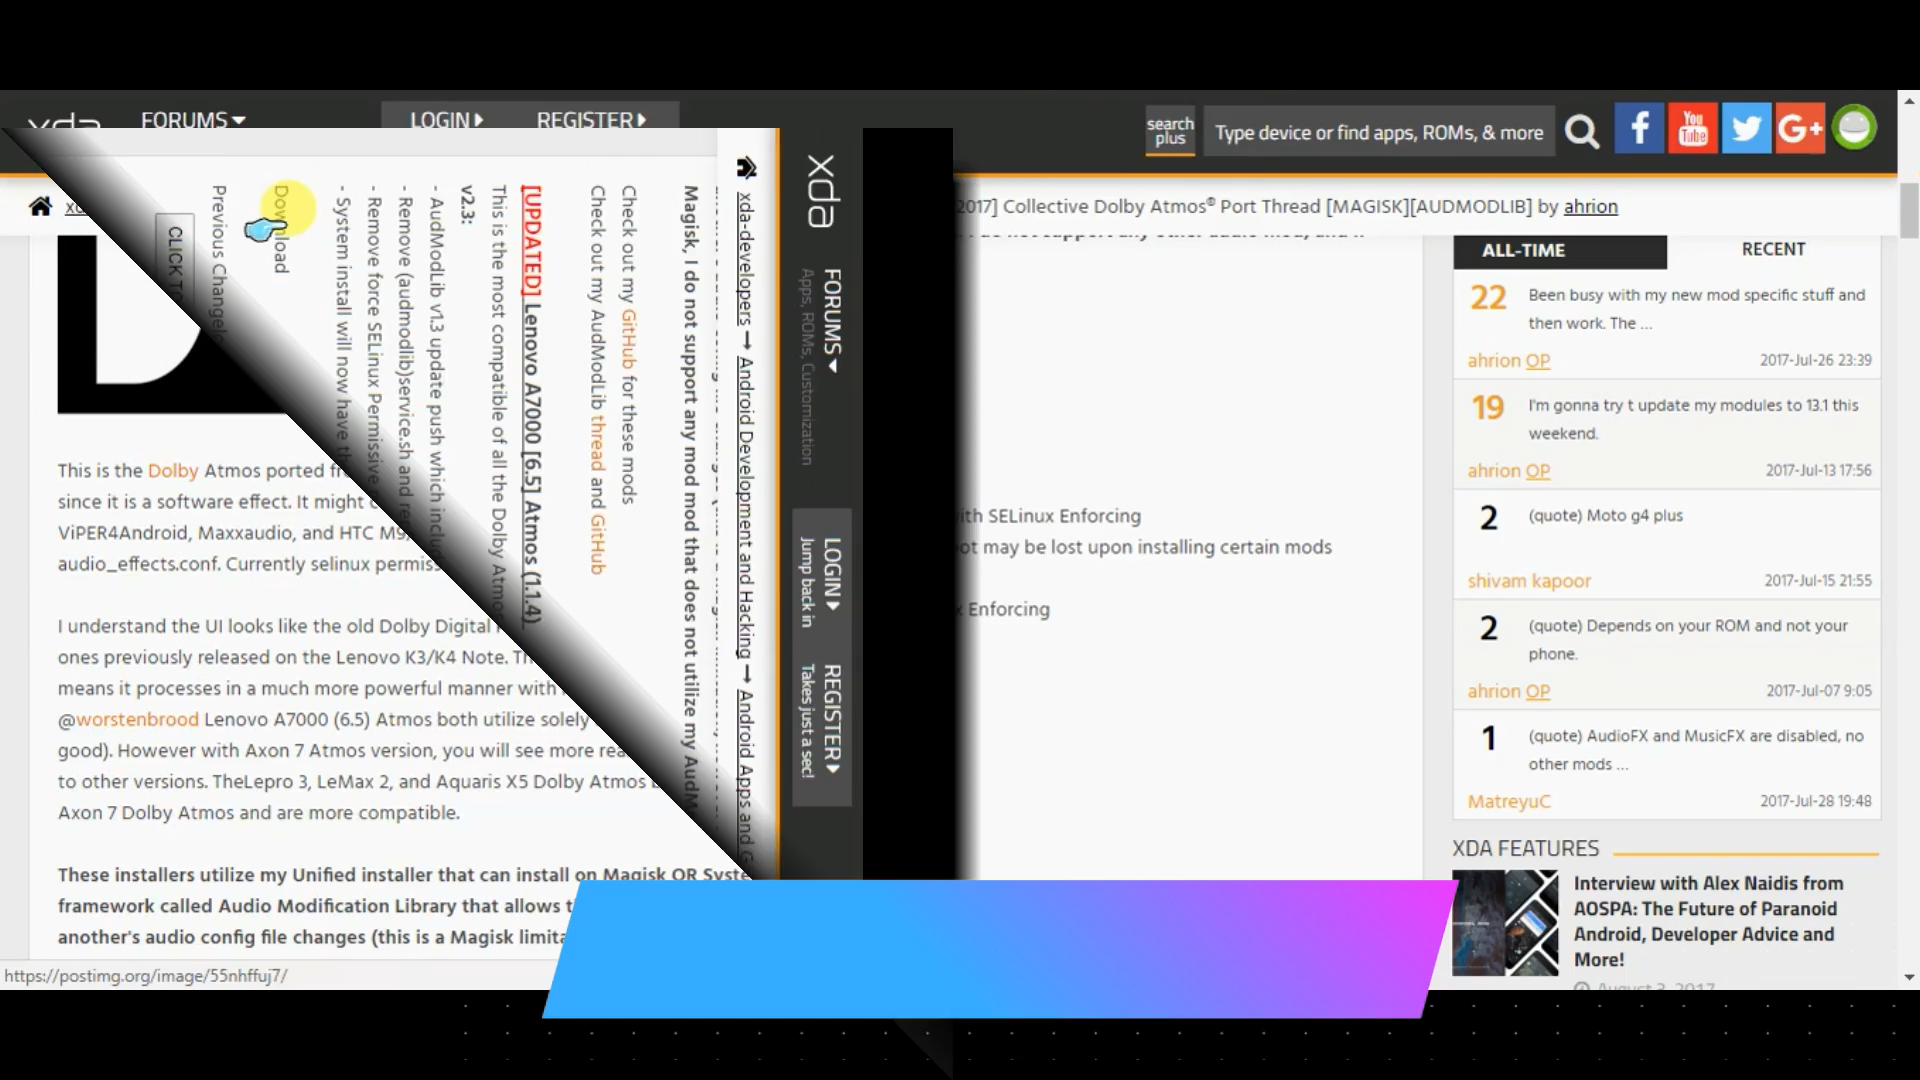 xda
FORUMS
LOGIN
REGISTER
search
plus
Type device or find apps, ROMs, & more
You
Tube
G+
2017] Collective Dolby Atmos® Port Thread [MAGISK][AUDMODLIB] by ahrion
This is the Dolby Atmos ported
since it is a software effect. It might
ViPER4Android, Maxxaudio, and HTC
audio_effects.conf. Currently selinux
I understand the UI looks like the old Dolby Digital
ones previously released on the Lenovo K3/K4 Note.
means it processes in a much more powerful manner with
@worstenbrood Lenovo A7000 (6.5) Atmos both utilize solely
good). However with Axon 7 Atmos version, you will see more
to other versions. TheLepro 3, LeMax 2, and Aquaris X5 Dolby Atmos
Axon 7 Dolby Atmos and are more compatible.
These installers utilize my Unified installer that can install on Magisk OR
framework called Audio Modification Library that allows
another's audio config file changes (this is a Magisk
https://postimg.org/image/55nhffuj7/
xda
FORUMS
Apps, ROMs, Customization
LOGIN
Jump back in
REGISTER
Takes just a sec!
xda-developers → Android Development and Hacking → Android Apps and
Magisk, I do not support any mod mod that does not utilize my
Check out my GitHub for these mods
Check out my AudModLib thread and GitHub
[UPDATED] Lenovo A7000 [6.5] Atmos (1.1.4)
This is the most compatible of all the Dolby
v2.3:
- AudModLib v1.3 update push which
- Remove (audmodlib)service.sh and
- Remove force SELinux Permissive
- System install will now have
Download
Previous
CLICK
with SELinux Enforcing
may be lost upon installing certain mods
Enforcing
ALL-TIME
RECENT
22
Been busy with my new mod specific stuff and
then work. The ...
ahrion OP
2017-Jul-26 23:39
19
I'm gonna try t update my modules to 13.1 this
weekend.
ahrion OP
2017-Jul-13 17:56
2
(quote) Moto g4 plus
shivam kapoor
2017-Jul-15 21:55
2
(quote) Depends on your ROM and not your
phone.
ahrion OP
2017-Jul-07 9:05
1
(quote) AudioFX and MusicFX are disabled, no
other mods ...
MatreyuC
2017-Jul-28 19:48
XDA FEATURES
Interview with Alex Naidis from
AOSPA: The Future of Paranoid
Android, Developer Advice and
More!
August 3, 2017